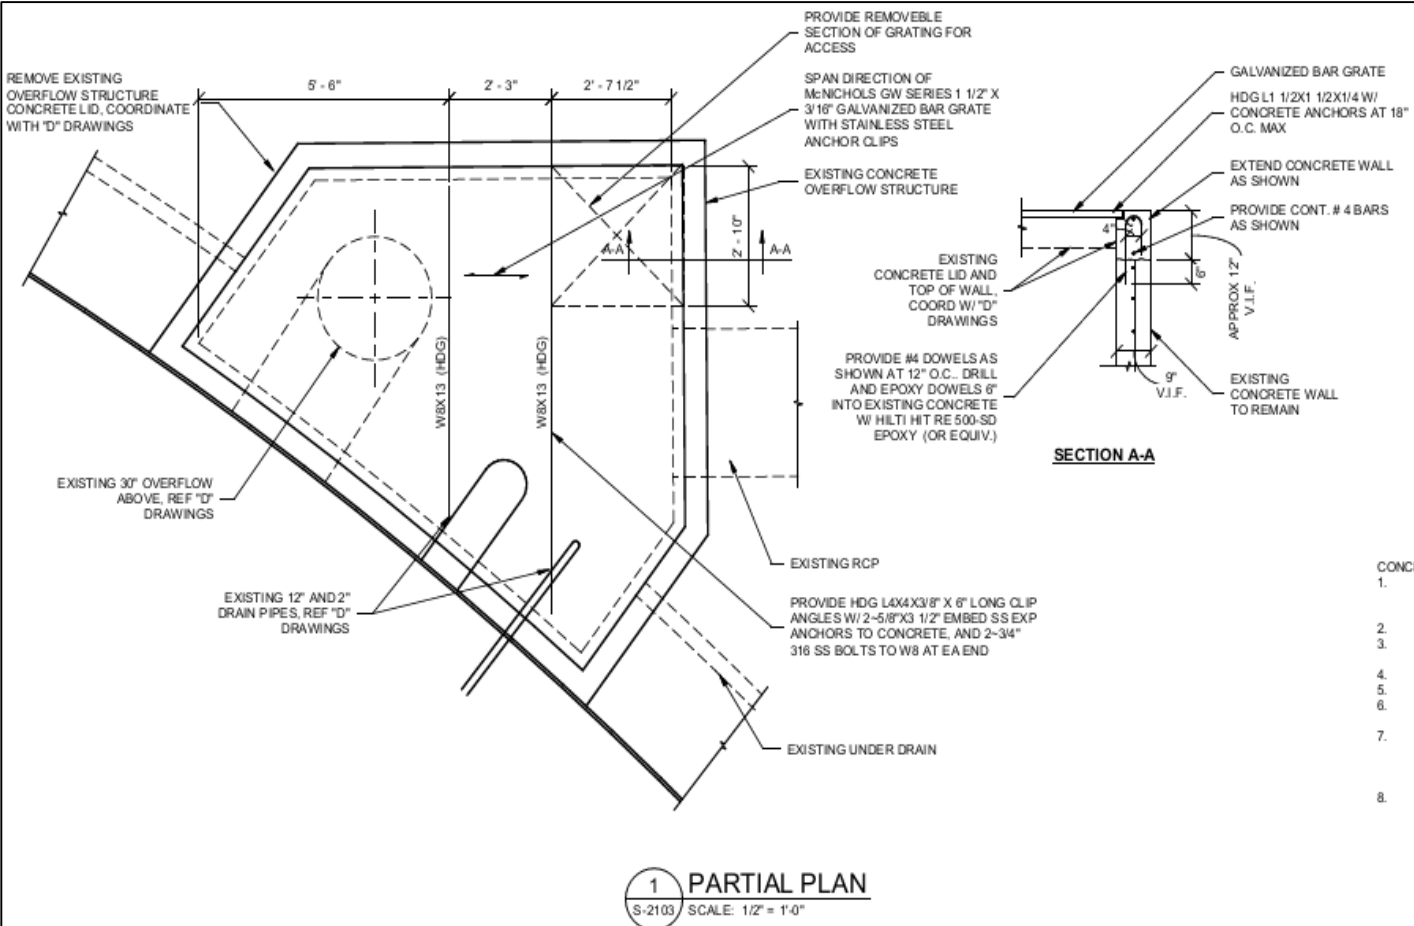 PROVIDE REMOVEBLE
SECTION OF GRATING FOR
ACCESS
REMOVE EXISTING
OVERFLOW STRUCTURE
CONCRETE LID, COORDINATE
WITH "D" DRAWINGS
5' - 6"
2' - 3"
2' - 7 1/2"
SPAN DIRECTION OF
McNICHOLS GW SERIES 1 1/2" X
3/16" GALVANIZED BAR GRATE
WITH STAINLESS STEEL
ANCHOR CLIPS
EXISTING CONCRETE
OVERFLOW STRUCTURE
A-A
A-A
2' - 10"
W8X13 (HDG)
W8X13 (HDG)
EXISTING 30" OVERFLOW
ABOVE, REF "D"
DRAWINGS
EXISTING 12" AND 2"
DRAIN PIPES, REF "D"
DRAWINGS
EXISTING RCP
PROVIDE HDG L4X4X3/8" X 6" LONG CLIP
ANGLES W/ 2~5/8"X3 1/2" EMBED SS EXP
ANCHORS TO CONCRETE, AND 2~3/4"
316 SS BOLTS TO W8 AT EA END
EXISTING UNDER DRAIN
GALVANIZED BAR GRATE
HDG L1 1/2X1 1/2X1/4 W/
CONCRETE ANCHORS AT 18"
O.C. MAX
EXTEND CONCRETE WALL
AS SHOWN
PROVIDE CONT. # 4 BARS
AS SHOWN
4"
EXISTING
CONCRETE LID AND
TOP OF WALL,
COORD W/ "D"
DRAWINGS
6"
APPROX 12"
V.I.F.
PROVIDE #4 DOWELS AS
SHOWN AT 12" O.C.. DRILL
AND EPOXY DOWELS 6"
INTO EXISTING CONCRETE
W/ HILTI HIT RE 500-SD
EPOXY (OR EQUIV.)
9"
V.I.F.
EXISTING
CONCRETE WALL
TO REMAIN
SECTION A-A
CONCI
1.
2.
3.
4.
5.
6.
7.
8.
1
S-2103
PARTIAL PLAN
SCALE: 1/2" = 1'-0"